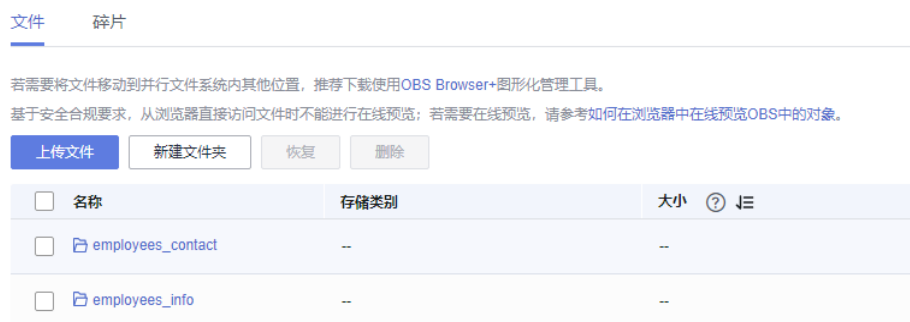 文件 碎片
若需要将文件移动到并行文件系统内其他位置，推荐下载使用OBS Browser+图形化管理工具。
基于安全合规要求，从浏览器直接访问文件时不能进行在线预览；若需要在线预览，请参考如何在浏览器中在线预览OBS中的对象。
上传文件 新建文件夹 恢复 删除
名称 存储类别 大小 ?
employees_contact -- --
employees_info -- --